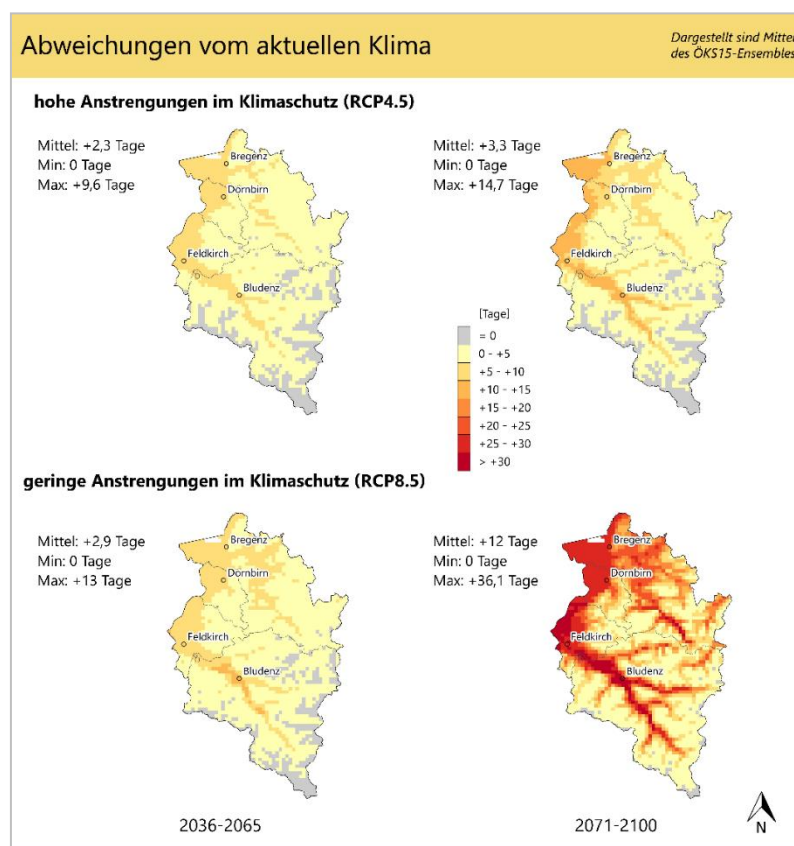 Abweichungen vom aktuellen Klima
Dargestellt sind Mittel
des ÖKS15-Ensembles
hohe Anstrengungen im Klimaschutz (RCP4.5)
Mittel: +2,3 Tage
Min: 0 Tage
Max: +9,6 Tage
Bregenz
Dornbirn
Feldkirch
Bludenz
Mittel: +3,3 Tage
Min: 0 Tage
Max: +14,7 Tage
Bregenz
Dornbirn
Feldkirch
Bludenz
[Tage]
= 0
0 - +5
+5 - +10
+10 - +15
+15 - +20
+20 - +25
+25 - +30
> +30
geringe Anstrengungen im Klimaschutz (RCP8.5)
Mittel: +2,9 Tage
Min: 0 Tage
Max: +13 Tage
Bregenz
Dornbirn
Feldkirch
Bludenz
Mittel: +12 Tage
Min: 0 Tage
Max: +36,1 Tage
Bregenz
Dornbirn
Feldkirch
Bludenz
2036-2065
2071-2100
N